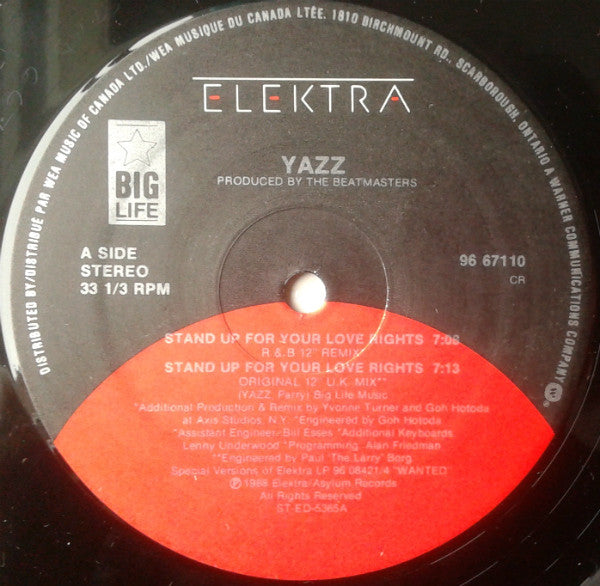 DISTRIBUTED BY/DISTRIBUÉ PAR WEA MUSIC OF CANADA LTD./WEA MUSIQUE DU CANADA LTÉE. 1810 BIRCHMOUNT RD., SCARBOROUGH, ONTARIO A WARNER COMMUNICATIONS COMPANY
ELEKTRA
BIG
LIFE
YAZZ
PRODUCED BY THE BEATMASTERS
A SIDE
STEREO
33 1/3 RPM
96 67110
CR
STAND UP FOR YOUR LOVE RIGHTS 7:08
R & B 12" REMIX*
STAND UP FOR YOUR LOVE RIGHTS 7:13
ORIGINAL 12" U.K. MIX**
(YAZZ, Parry) Big Life Music
*Additional Production & Remix by Yvonne Turner and Goh Hotoda
at Axis Studios, N.Y. *Engineered by Goh Hotoda
*Assistant Engineer-Bill Esses *Additional Keyboards
Lenny Underwood *Programming, Alan Friedman
**Engineered by Paul 'The Larry' Borg
Special Versions of Elektra LP 96 08421/4 "WANTED"
℗ 1988 Elektra/Asylum Records
All Rights Reserved
ST-ED-5365A